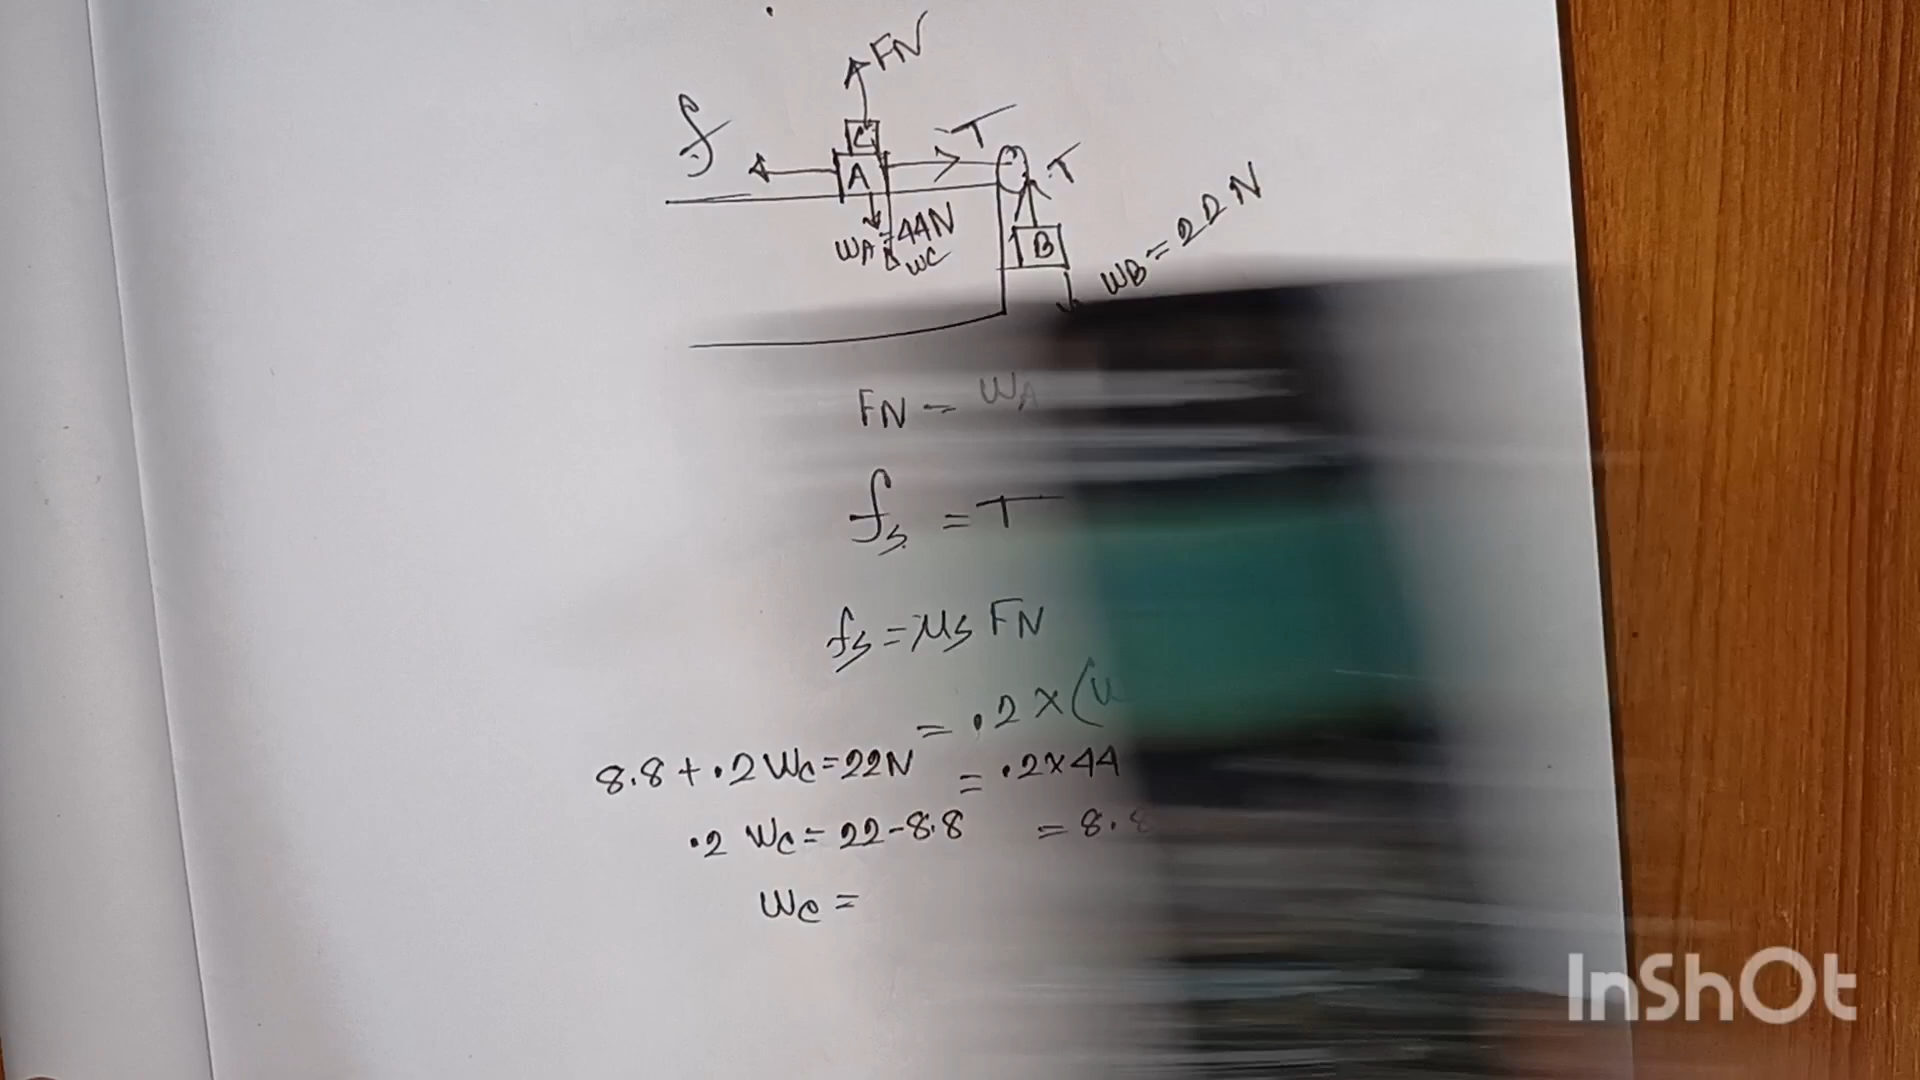 FN
f
C
T
A
T
WA = 44N
WC
B
WB = 22N
FN = WA
fs = T
fs = μs FN
= .2 × (
8.8 + .2 Wc = 22N = .2×44
.2 Wc = 22-8.8 = 8.8
Wc =
InShOt